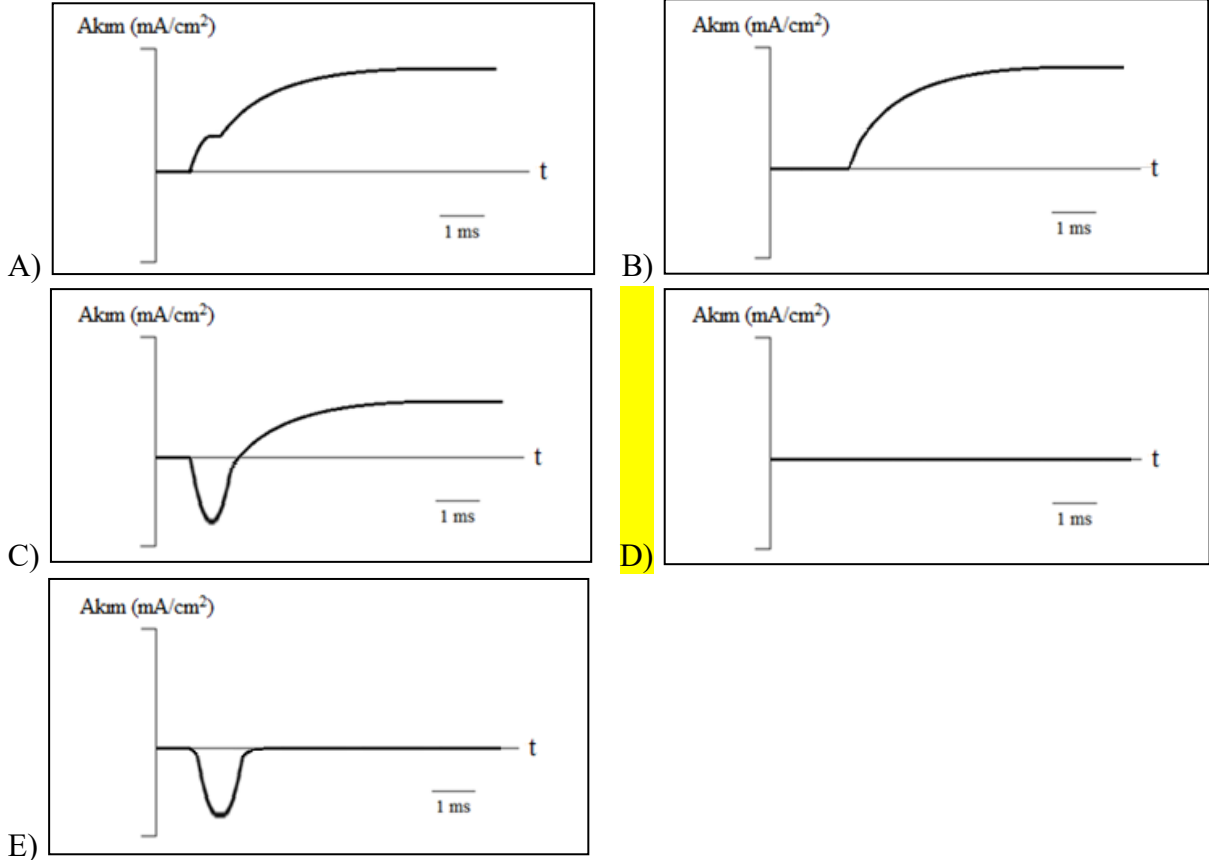 Akım (mA/cm²)
t
1 ms
A)
Akım (mA/cm²)
t
1 ms
B)
Akım (mA/cm²)
t
1 ms
C)
Akım (mA/cm²)
t
1 ms
D)
Akım (mA/cm²)
t
1 ms
E)